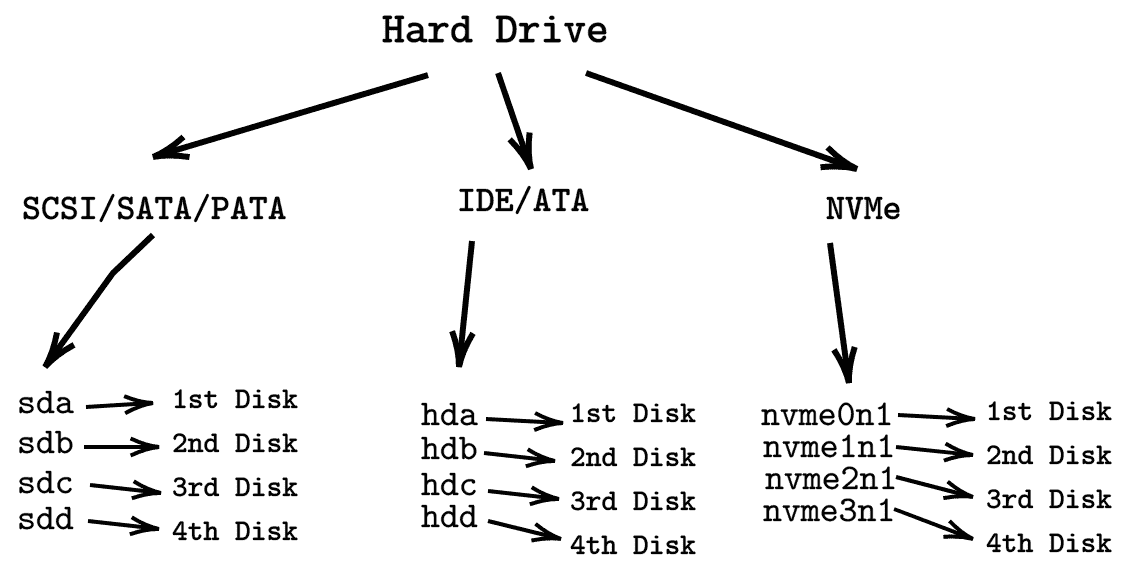 Hard Drive
SCSI/SATA/PATA
IDE/ATA
NVMe
sda 1st Disk
sdb 2nd Disk
sdc 3rd Disk
sdd 4th Disk
hda 1st Disk
hdb 2nd Disk
hdc 3rd Disk
hdd 4th Disk
nvme0n1 1st Disk
nvme1n1 2nd Disk
nvme2n1 3rd Disk
nvme3n1 4th Disk